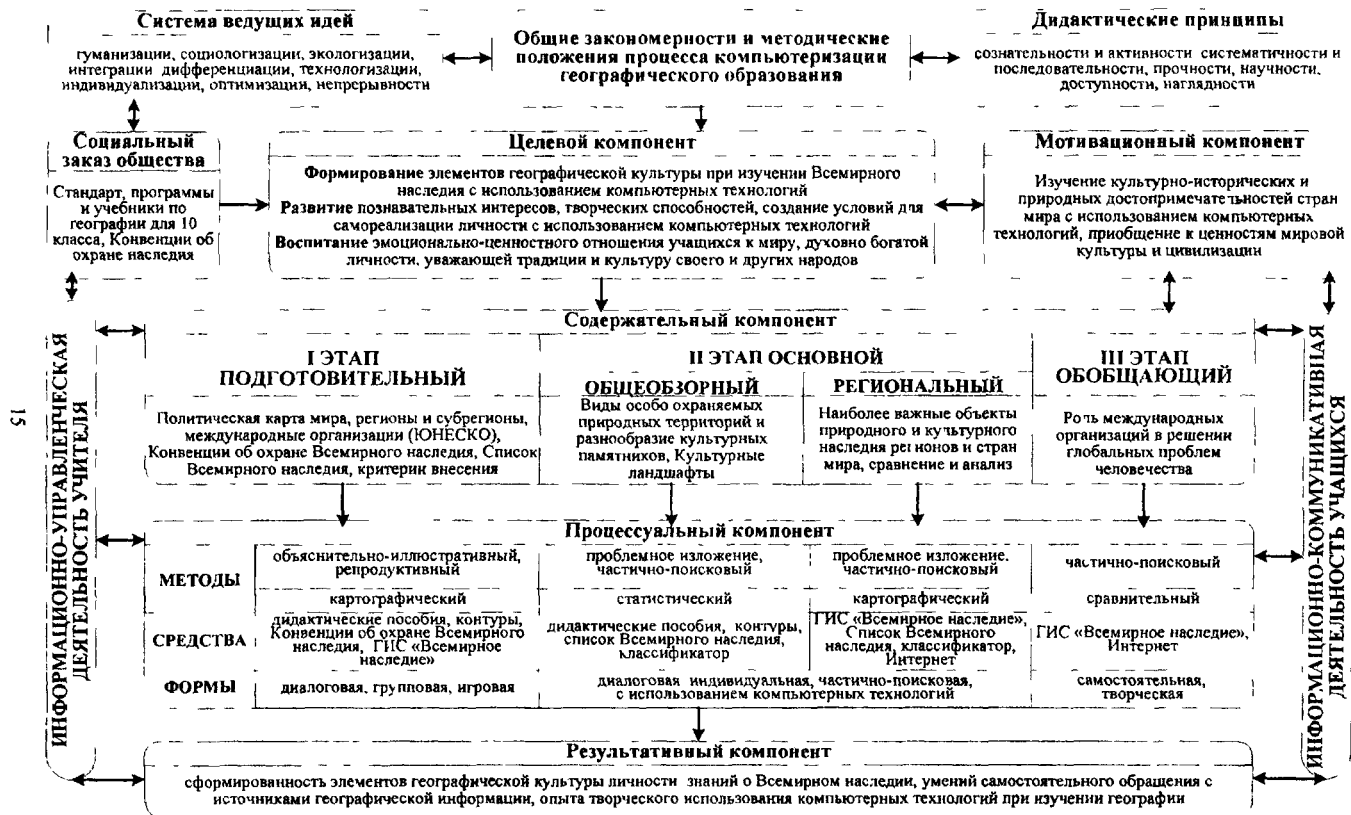 Система ведущих идей
гуманизации, социологизации, экологизации,
интеграции дифференциации, технологизации,
индивидуализации, оптимизации, непрерывности
Общие закономерности и методические
положения процесса компьютеризации
географического образования
Дидактические принципы
сознательности и активности систематичности и
последовательности, прочности, научности,
доступности, наглядности
Социальный
заказ общества
Стандарт, программы
и учебники по
географии для 10
класса, Конвенции об
охране наследия
Целевой компонент
Формирование элементов географической культуры при изучении Всемирного
наследия с использованием компьютерных технологий
Развитие познавательных интересов, творческих способностей, создание условий для
самореализации личности с использованием компьютерных технологий
Воспитание эмоционально-ценностного отношения учащихся к миру, духовно богатой
личности, уважающей традиции и культуру своего и других народов
Мотивационный компонент
Изучение культурно-исторических и
природных достопримечательностей стран
мира с использованием компьютерных
технологий, приобщение к ценностям мировой
культуры и цивилизации
15
ИНФОРМАЦИОННО-УПРАВЛЕНЧЕСКАЯ
ДЕЯТЕЛЬНОСТЬ УЧИТЕЛЯ
Содержательный компонент
I ЭТАП
ПОДГОТОВИТЕЛЬНЫЙ
Политическая карта мира, регионы и субрегионы,
международные организации (ЮНЕСКО),
Конвенции об охране Всемирного наследия, Список
Всемирного наследия, критерии внесения
II ЭТАП ОСНОВНОЙ
ОБЩЕОБЗОРНЫЙ
Виды особо охраняемых
природных территорий и
разнообразие культурных
памятников, Культурные
ландшафты
РЕГИОНАЛЬНЫЙ
Наиболее важные объекты
природного и культурного
наследия регионов и стран
мира, сравнение и анализ
III ЭТАП
ОБОБЩАЮЩИЙ
Роль международных
организаций в решении
глобальных проблем
человечества
Процессуальный компонент
МЕТОДЫ
объяснительно-иллюстративный,
репродуктивный
проблемное изложение,
частично-поисковый
проблемное изложение.
частично-поисковый
частично-поисковый
картографический
статистический
картографический
сравнительный
СРЕДСТВА
дидактические пособия, контуры,
Конвенции об охране Всемирного
наследия, ГИС «Всемирное
наследие»
дидактические пособия, контуры,
список Всемирного наследия,
классификатор
ГИС «Всемирное наследие»,
Список Всемирного
наследия, классификатор,
Интернет
ГИС «Всемирное наследие»,
Интернет
ФОРМЫ
диалоговая, групповая, игровая
диалоговая индивидуальная, частично-поисковая,
с использованием компьютерных технологий
самостоятельная,
творческая
ИНФОРМАЦИОННО-КОММУНИКАТИВНАЯ
ДЕЯТЕЛЬНОСТЬ УЧАЩИХСЯ
Результативный компонент
сформированность элементов географической культуры личности знаний о Всемирном наследии, умений самостоятельного обращения с
источниками географической информации, опыта творческого использования компьютерных технологий при изучении географии